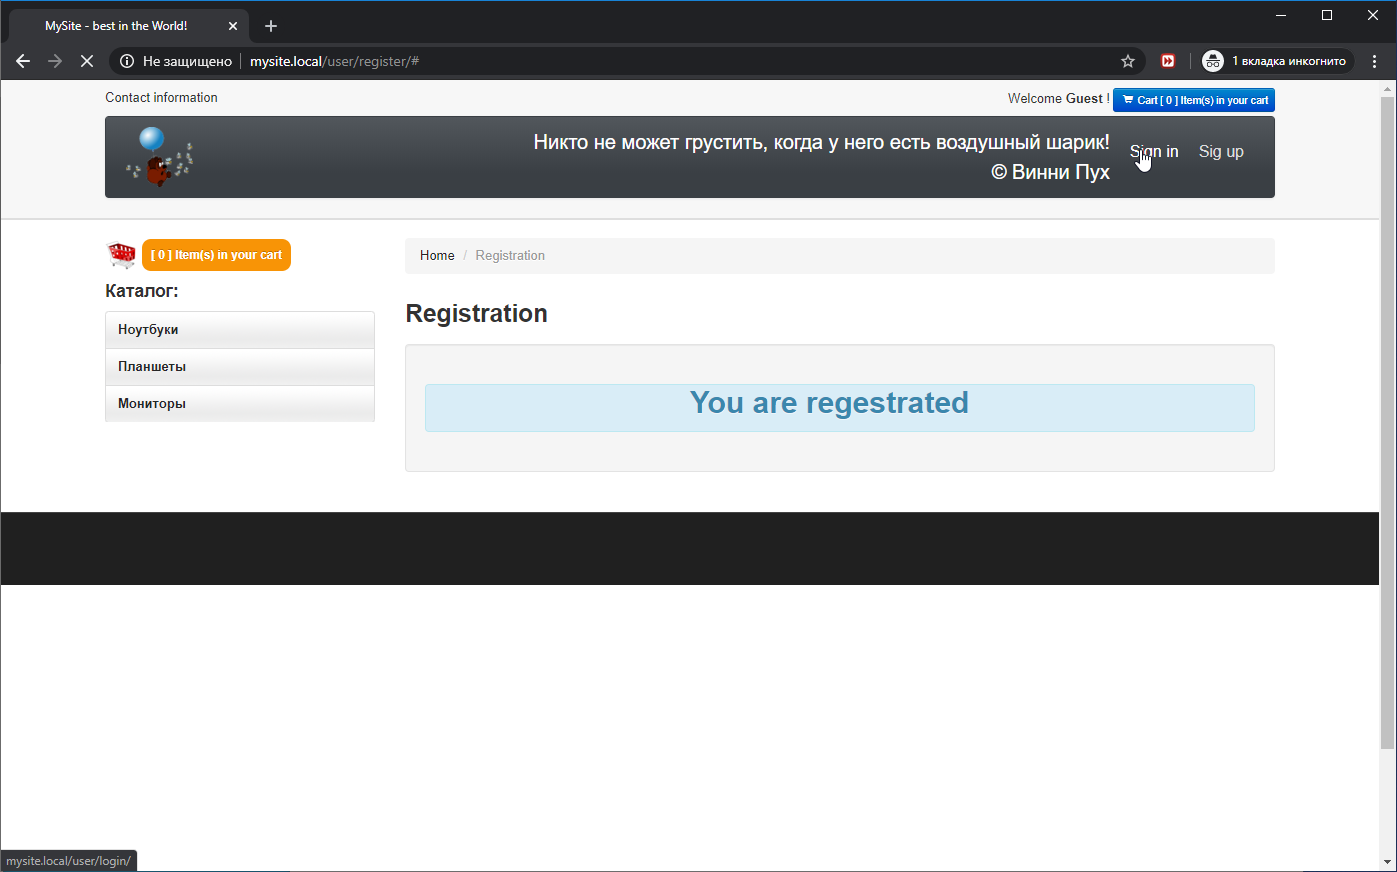 MySite - best in the World!
Не защищено
mysite.local/user/register/#
1 вкладка инкогнито
Contact information
Welcome Guest !
Cart [ 0 ] Item(s) in your cart
Никто не может грустить, когда у него есть воздушный шарик!
© Винни Пух
Sign in
Sig up
[ 0 ] Item(s) in your cart
Home / Registration
Каталог:
Ноутбуки
Планшеты
Мониторы
Registration
You are regestrated
mysite.local/user/login/